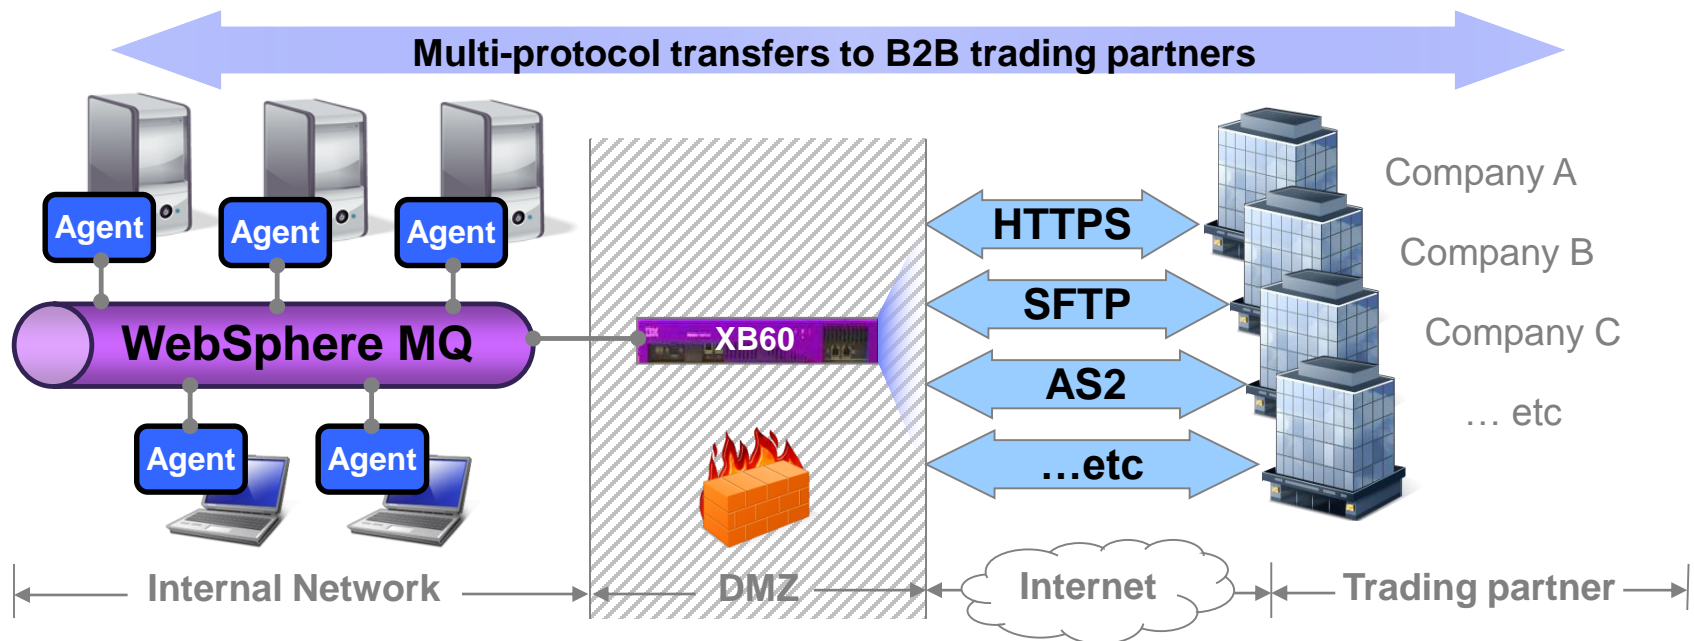 Multi-protocol transfers to B2B trading partners
Agent
Agent
Agent
WebSphere MQ
Agent
Agent
XB60
HTTPS
SFTP
AS2
…etc
Company A
Company B
Company C
… etc
Internal Network
DMZ
Internet
Trading partner